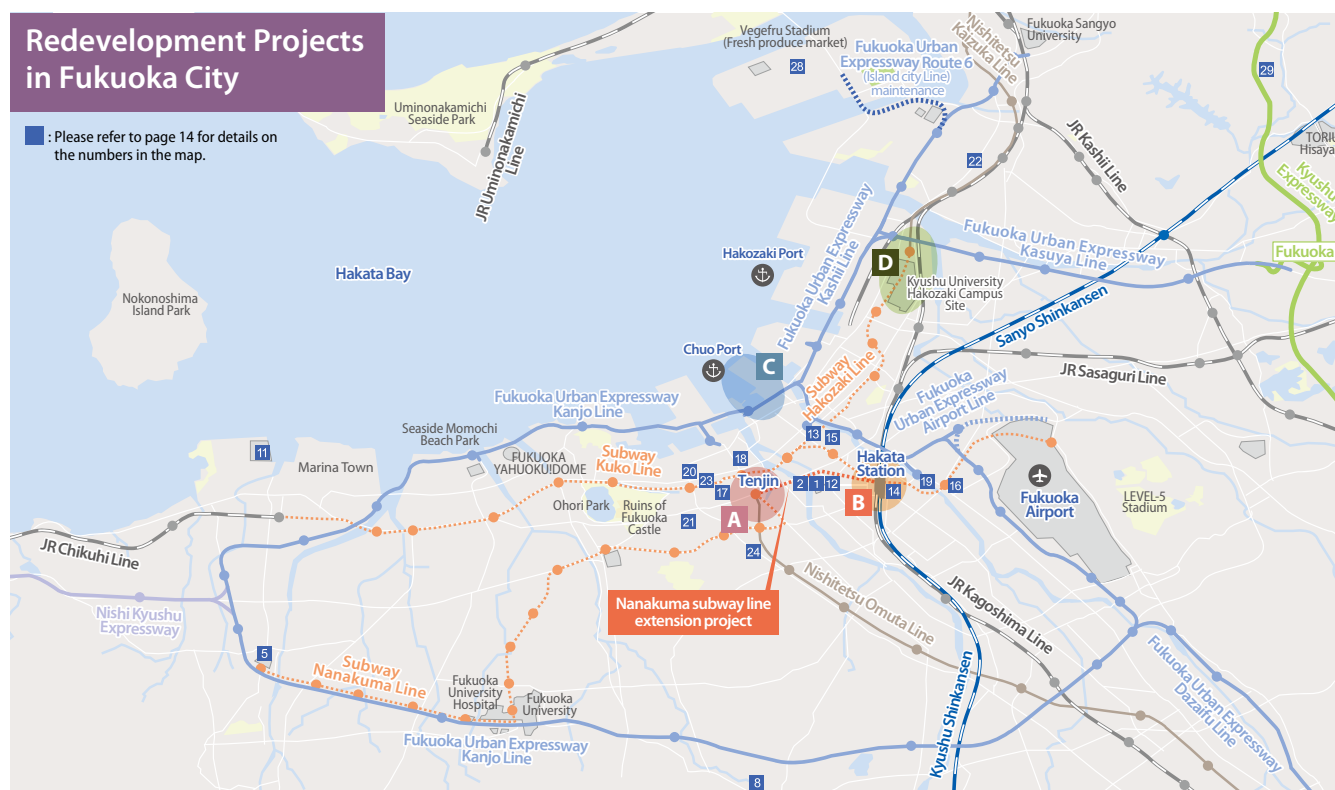 Redevelopment Projects
in Fukuoka City
: Please refer to page 14 for details on
the numbers in the map.
Uminonakamichi
Seaside Park
JR Uminonakamichi
Line
Vegefru Stadium
(Fresh produce market)
28
Fukuoka Urban
Expressway Route 6
(Island city Line)
maintenance
Nishitetsu
Kaizuka Line
Fukuoka Sangyo
University
29
JR Kashii Line
22
TORIU
Hisaya
Kyushu
Expressway
Fukuoka
Nokonoshima
Island Park
Hakata Bay
Hakozaki Port
Fukuoka Urban Expressway
Kashii Line
D
Kyushu University
Hakozaki Campus
Site
Fukuoka Urban Expressway
Kasuya Line
Sanyo Shinkansen
Chuo Port
C
Subway
Hakozaki Line
JR Sasaguri Line
Fukuoka
Urban Expressway
Airport Line
Fukuoka Urban Expressway
Kanjo Line
Seaside Momochi
Beach Park
11
Marina Town
FUKUOKA
YAHUOKU!DOME
Subway
Kuko Line
20
23
17
18
Tenjin
13
15
2
1
12
Hakata
Station
14
B
19
16
Fukuoka
Airport
LEVEL-5
Stadium
Ohori Park
Ruins of
Fukuoka
Castle
21
A
24
JR Chikuhi Line
Nishi Kyushu
Expressway
Nanakuma subway line
extension project
Nishitetsu Omuta Line
JR Kagoshima Line
5
Subway
Nanakuma Line
Fukuoka
University
Hospital
Fukuoka
University
Fukuoka Urban Expressway
Kanjo Line
Kyushu Shinkansen
Fukuoka Urban Expressway
Dazaifu Line
8